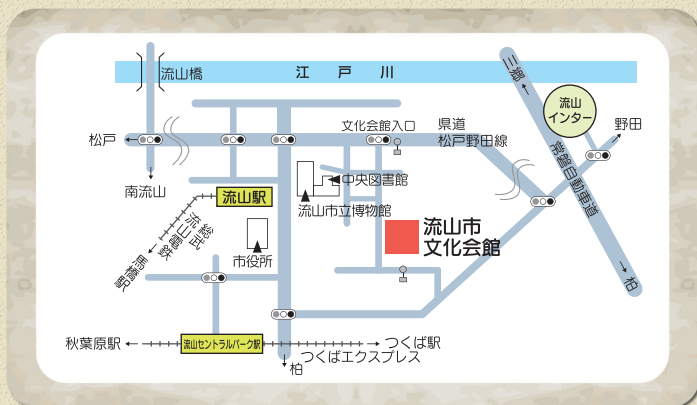 江戸川
流山橋
三郷
流山
インター
野田
松戸
文化会館入口
県道
松戸野田線
南流山
中央図書館
流山駅
流山市立博物館
総武
流山電鉄
馬橋駅
市役所
流山市
文化会館
常磐自動車道
柏
秋葉原駅
流山セントラルパーク駅
つくば駅
つくばエクスプレス
柏